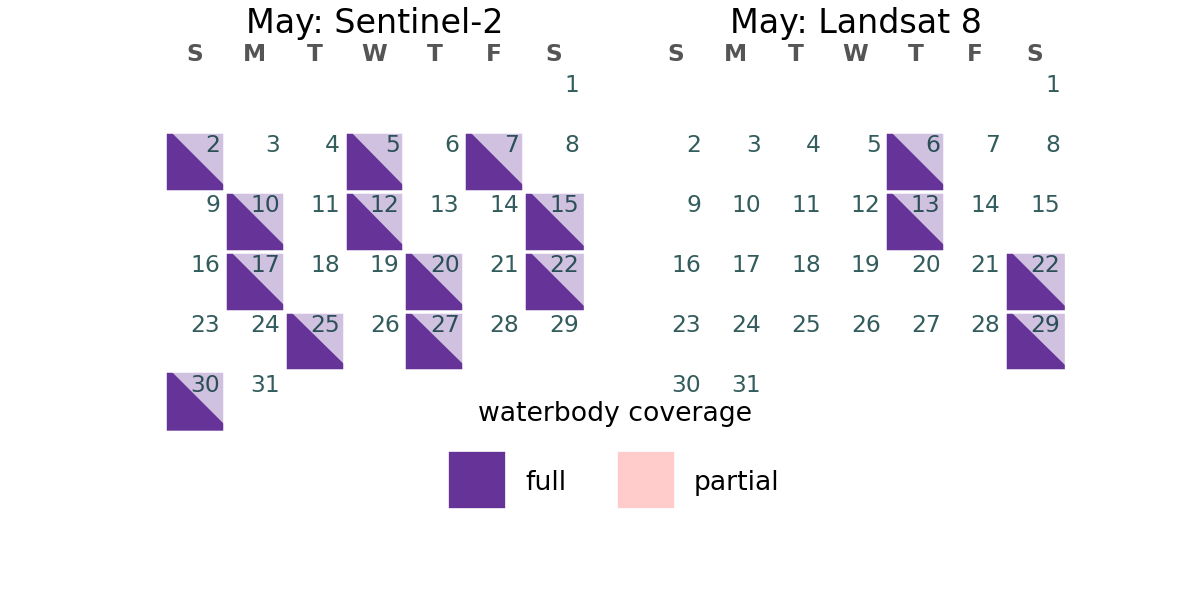 May: Sentinel-2
S M T W T F S
1
2 3 4 5 6 7 8
9 10 11 12 13 14 15
16 17 18 19 20 21 22
23 24 25 26 27 28 29
30 31
May: Landsat 8
S M T W T F S
1
2 3 4 5 6 7 8
9 10 11 12 13 14 15
16 17 18 19 20 21 22
23 24 25 26 27 28 29
30 31
waterbody coverage
full
partial